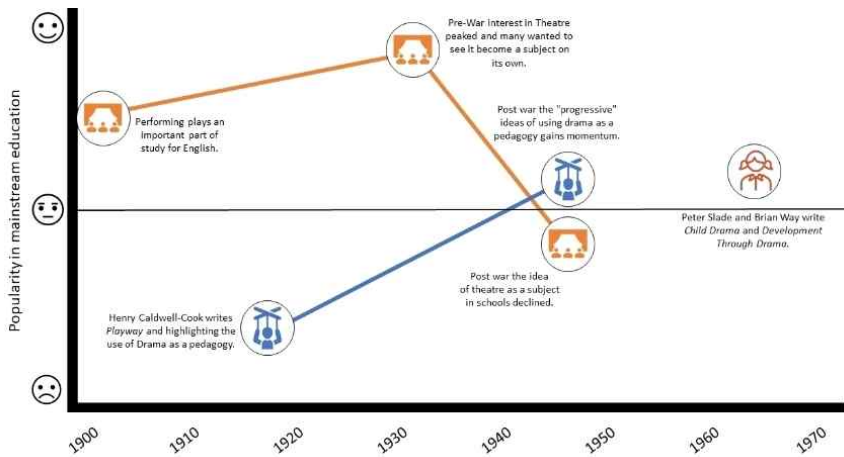 Pre-War Interest in Theatre
peaked and many wanted to
see it become a subject on
its own.
Performing plays an
important part of
study for English.
Post war the "progressive"
ideas of using drama as a
pedagogy gains momentum.
Peter Slade and Brian Way write
Child Drama and Development
Through Drama.
Post war the idea
of theatre as a subject
in schools declined.
Henry Caldwell-Cook writes
Playway and highlighting the
use of Drama as a pedagogy.
Popularity in mainstream education
1900
1910
1920
1930
1940
1950
1960
1970